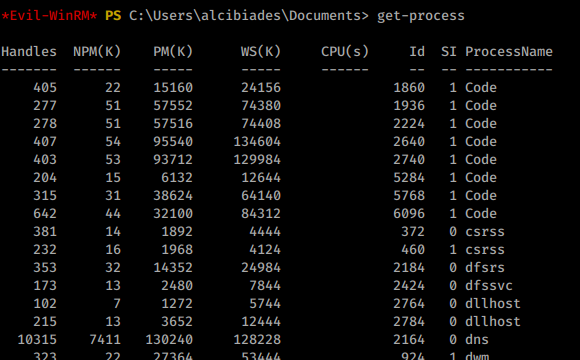 *Evil-WinRM* PS C:\Users\alcibiades\Documents> get-process
Handles NPM(K) PM(K) WS(K) CPU(s) Id SI ProcessName
------- ------ ----- ----- ------ -- -- -----------
405 22 15160 24156 1860 1 Code
277 51 57552 74380 1936 1 Code
278 51 57516 74408 2224 1 Code
407 54 95540 134604 2640 1 Code
403 53 93712 129984 2740 1 Code
204 15 6132 12644 5284 1 Code
315 31 38624 64140 5768 1 Code
642 44 32100 84312 6096 1 Code
381 14 1892 4444 372 0 csrss
232 16 1968 4124 460 1 csrss
353 32 14352 24984 2184 0 dfsrs
173 13 2480 7844 2424 0 dfssvc
102 7 1272 5744 2764 0 dllhost
215 13 3652 12444 2784 0 dllhost
10315 7411 130240 128228 2164 0 dns
323 22 27364 53444 924 1 dwm